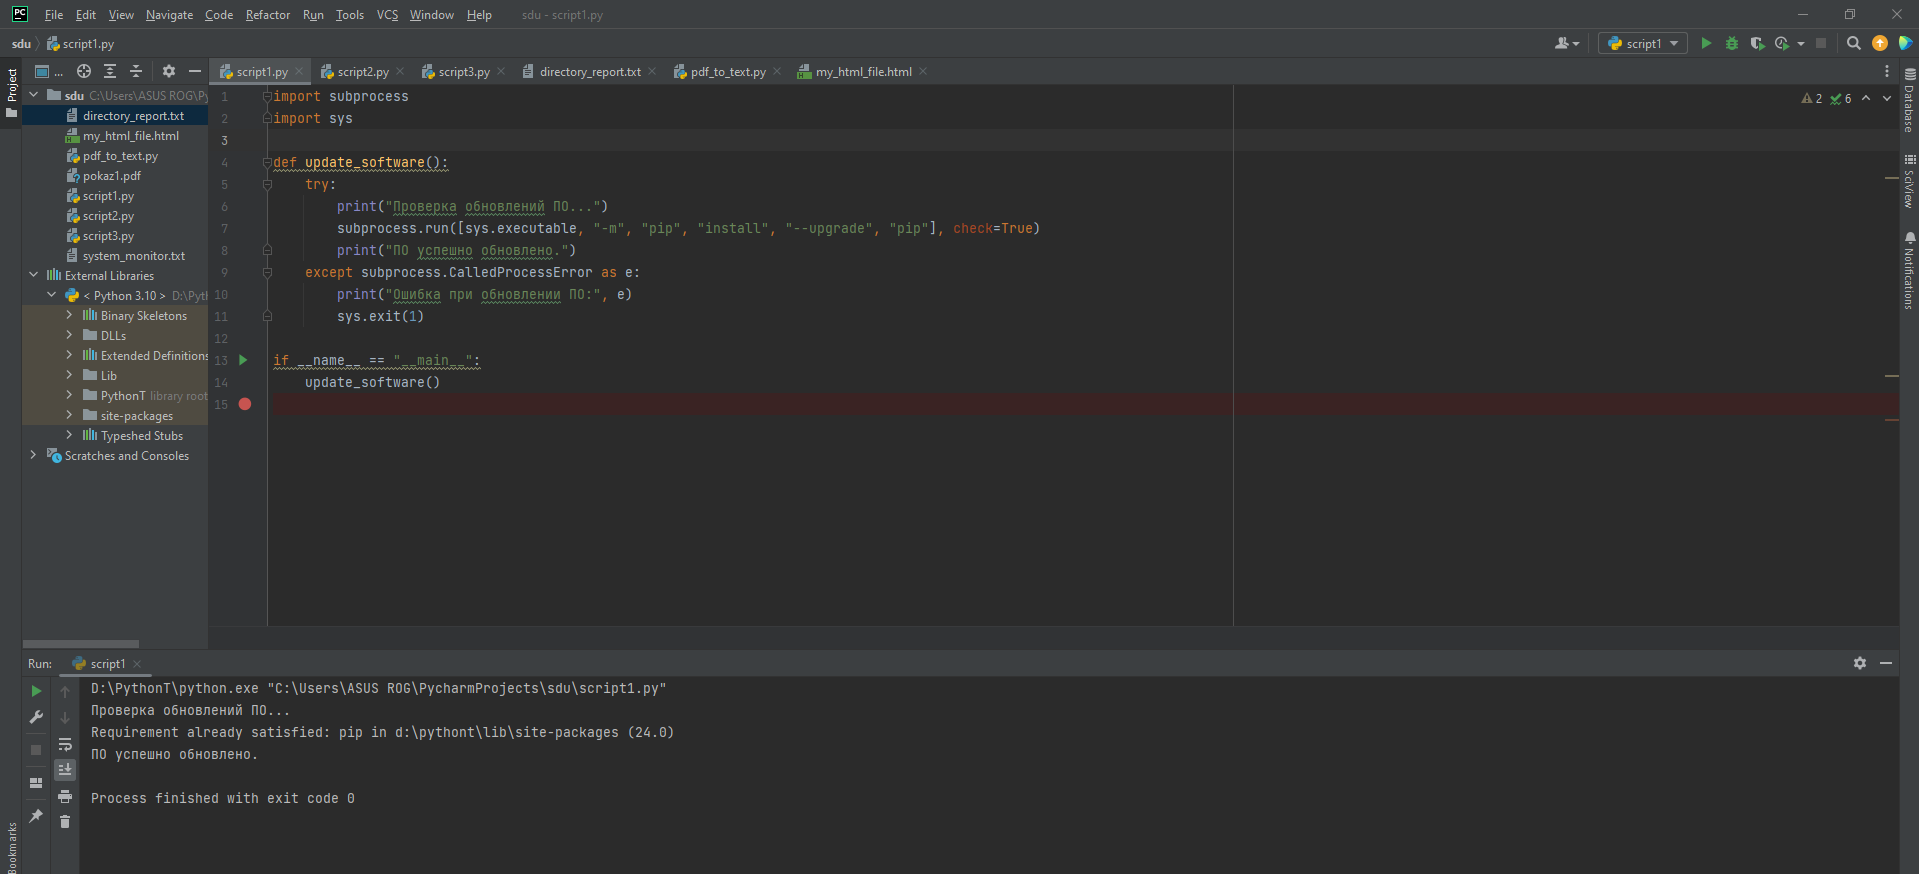 PC File Edit View Navigate Code Refactor Run Tools VCS Window Help sdu - script1.py
sdu script1.py script1
Project ... script1.py script2.py script3.py directory_report.txt pdf_to_text.py my_html_file.html
sdu C:\Users\ASUS ROG\Py
directory_report.txt
my_html_file.html
pdf_to_text.py
pokaz1.pdf
script1.py
script2.py
script3.py
system_monitor.txt
External Libraries
< Python 3.10 > D:\Pyth
Binary Skeletons
DLLs
Extended Definitions
Lib
PythonT library root
site-packages
Typeshed Stubs
Scratches and Consoles
1 import subprocess
2 import sys
3
4 def update_software():
5 try:
6 print("Проверка обновлений ПО...")
7 subprocess.run([sys.executable, "-m", "pip", "install", "--upgrade", "pip"], check=True)
8 print("ПО успешно обновлено.")
9 except subprocess.CalledProcessError as e:
10 print("Ошибка при обновлении ПО:", e)
11 sys.exit(1)
12
13 if __name__ == "__main__":
14 update_software()
15
2 6
Database
SciView
Notifications
Run: script1
D:\PythonT\python.exe "C:\Users\ASUS ROG\PycharmProjects\sdu\script1.py"
Проверка обновлений ПО...
Requirement already satisfied: pip in d:\pythont\lib\site-packages (24.0)
ПО успешно обновлено.
Process finished with exit code 0
Bookmarks